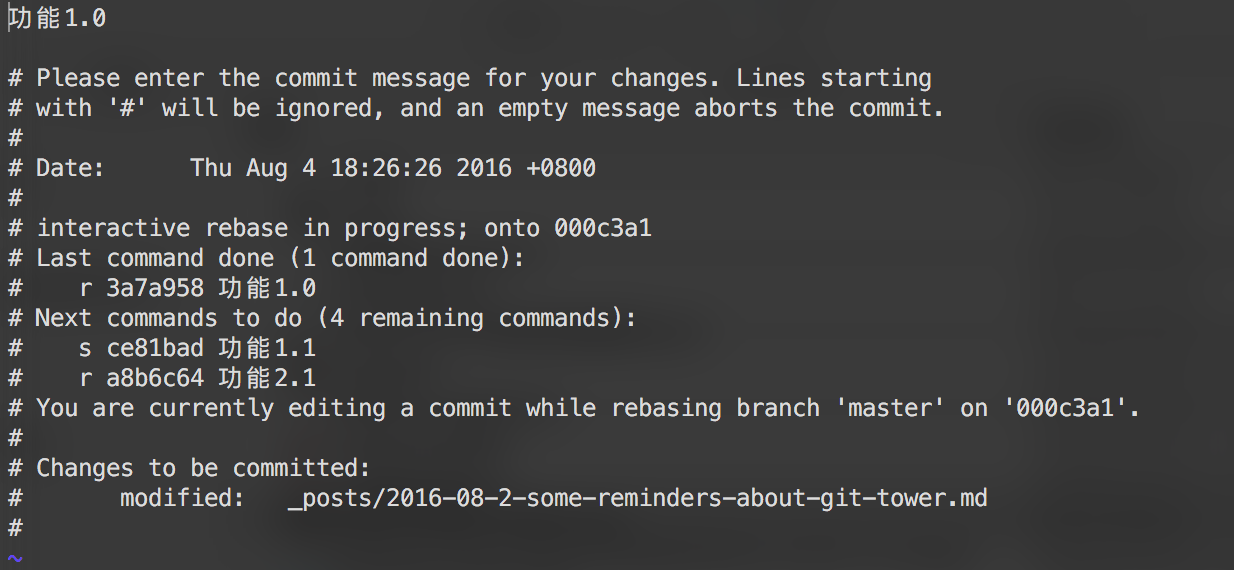 功能1.0
# Please enter the commit message for your changes. Lines starting
# with '#' will be ignored, and an empty message aborts the commit.
#
# Date:      Thu Aug 4 18:26:26 2016 +0800
#
# interactive rebase in progress; onto 000c3a1
# Last command done (1 command done):
#    r 3a7a958 功能1.0
# Next commands to do (4 remaining commands):
#    s ce81bad 功能1.1
#    r a8b6c64 功能2.1
# You are currently editing a commit while rebasing branch 'master' on '000c3a1'.
#
# Changes to be committed:
#       modified:   _posts/2016-08-2-some-reminders-about-git-tower.md
#
~